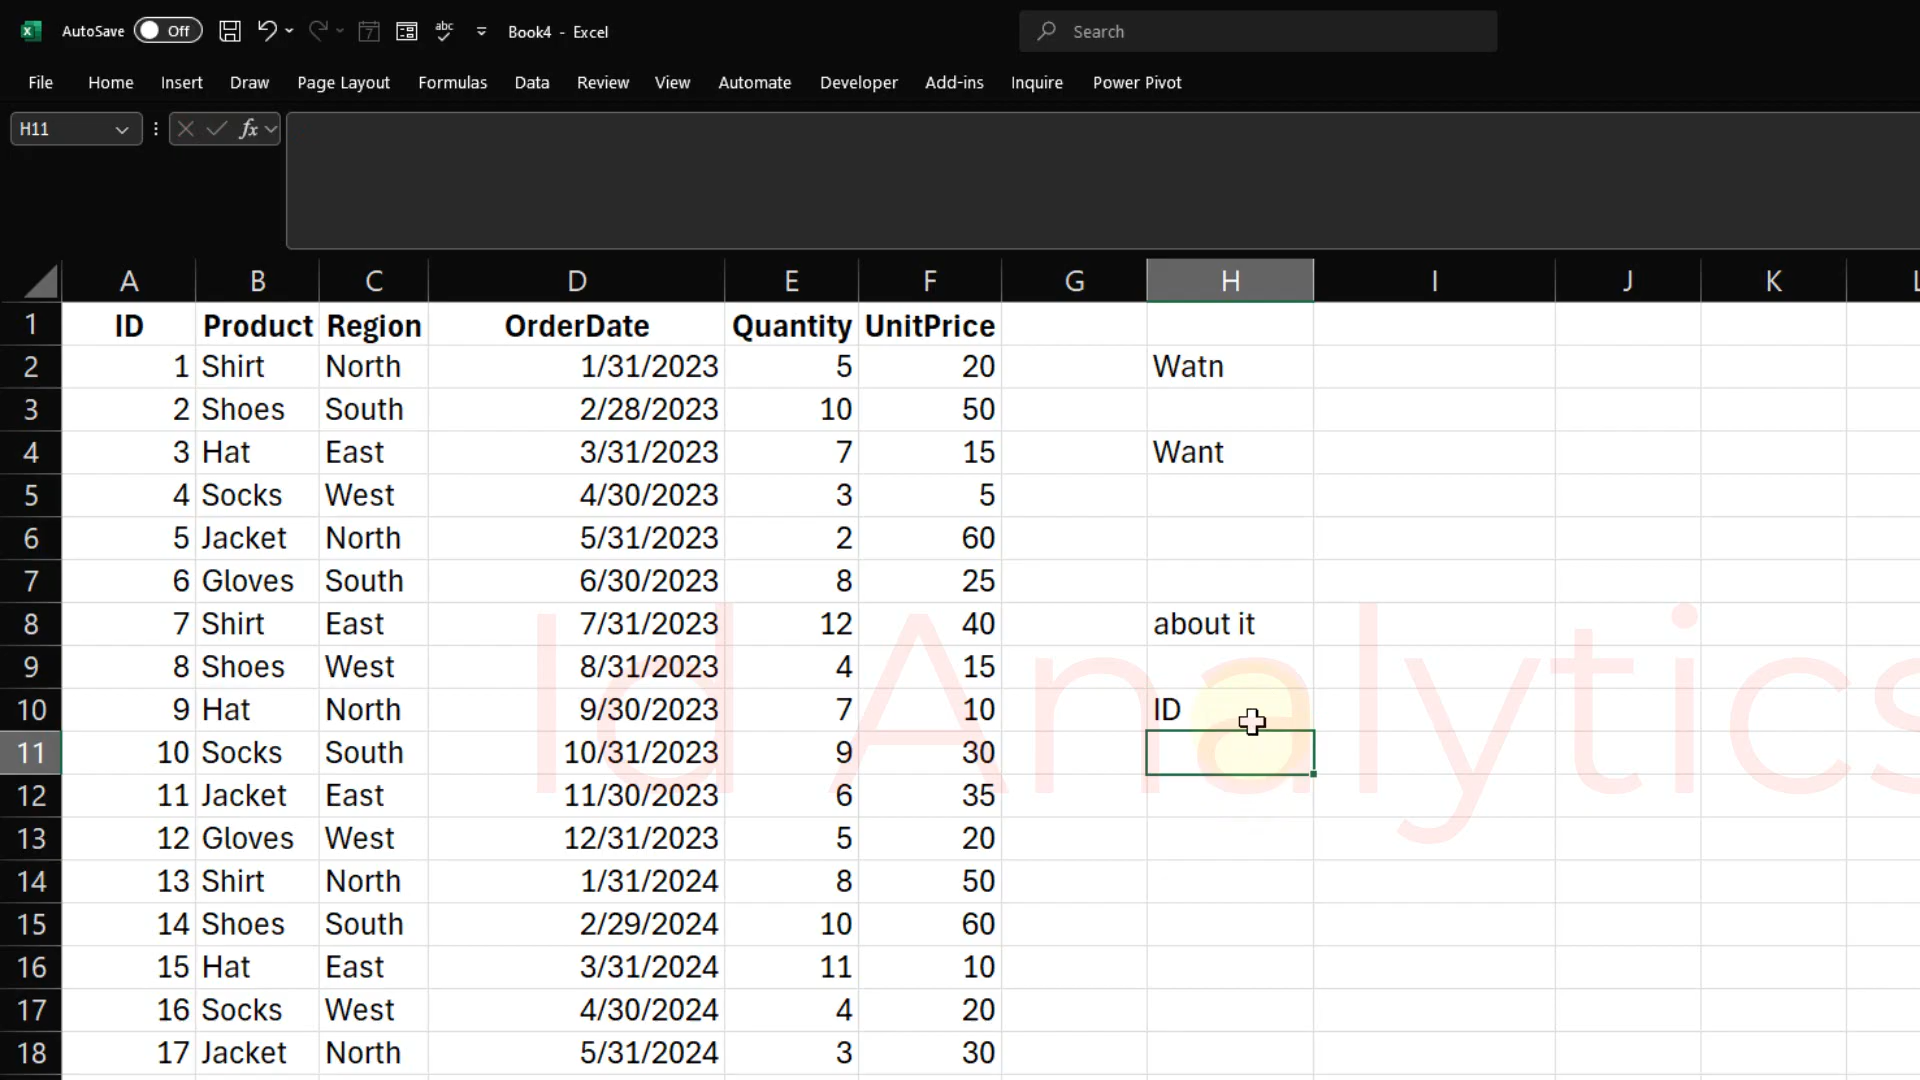 AutoSave Off abc Book4 - Excel Search
File Home Insert Draw Page Layout Formulas Data Review View Automate Developer Add-ins Inquire Power Pivot
H11 fx
A B C D E F G H I J K L
1 ID Product Region OrderDate Quantity UnitPrice
2 1 Shirt North 1/31/2023 5 20 Watn
3 2 Shoes South 2/28/2023 10 50
4 3 Hat East 3/31/2023 7 15 Want
5 4 Socks West 4/30/2023 3 5
6 5 Jacket North 5/31/2023 2 60
7 6 Gloves South 6/30/2023 8 25
8 7 Shirt East 7/31/2023 12 40 about it
9 8 Shoes West 8/31/2023 4 15
10 9 Hat North 9/30/2023 7 10 ID
11 10 Socks South 10/31/2023 9 30
12 11 Jacket East 11/30/2023 6 35
13 12 Gloves West 12/31/2023 5 20
14 13 Shirt North 1/31/2024 8 50
15 14 Shoes South 2/29/2024 10 60
16 15 Hat East 3/31/2024 11 10
17 16 Socks West 4/30/2024 4 20
18 17 Jacket North 5/31/2024 3 30
Id Analytics